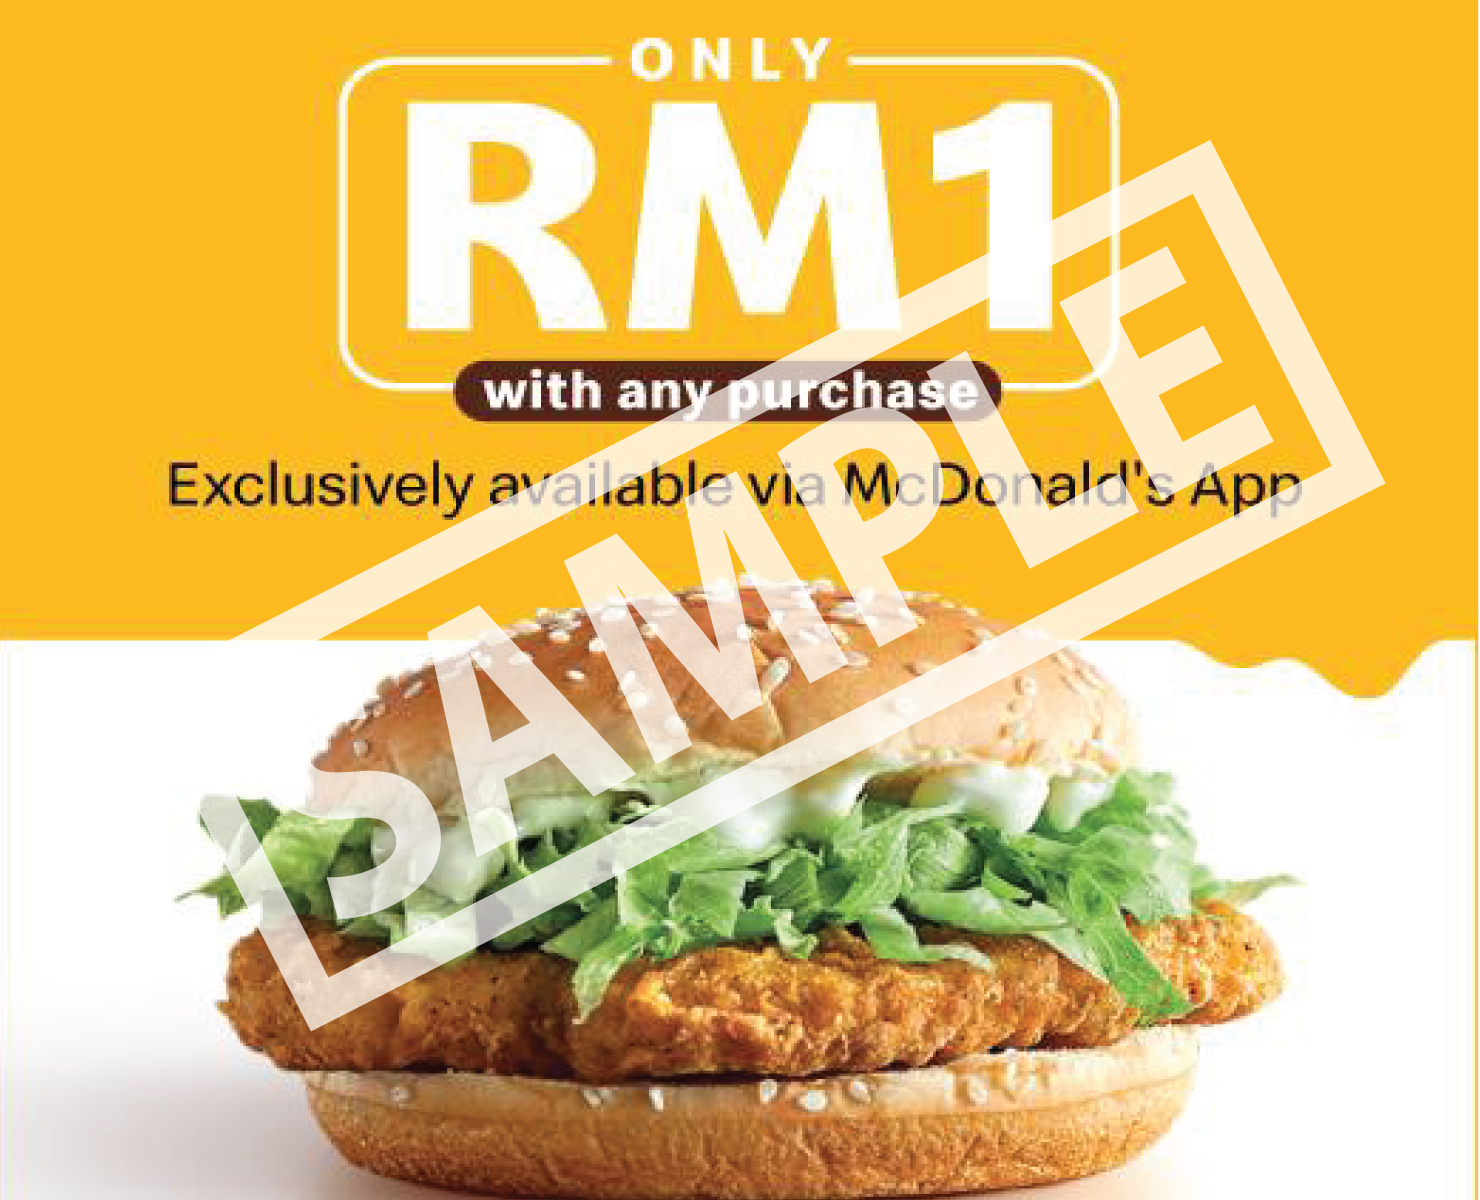 ONLY
RM1
with any purchase
Exclusively available via McDonald's App
SAMPLE